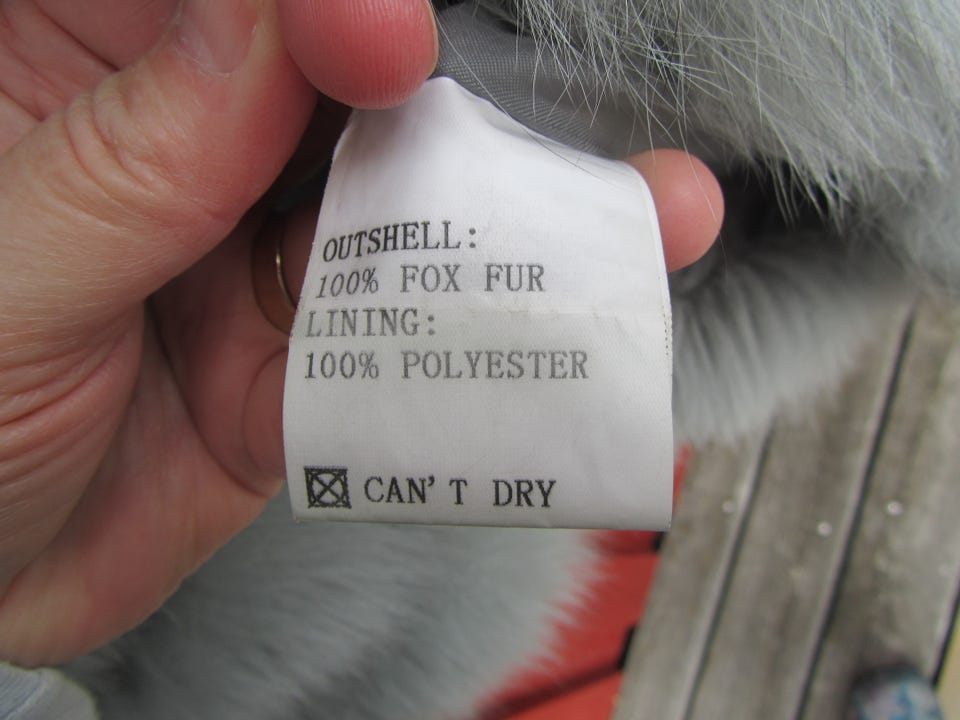 OUTSHELL:
100% FOX FUR
LINING:
100% POLYESTER
CAN'T DRY